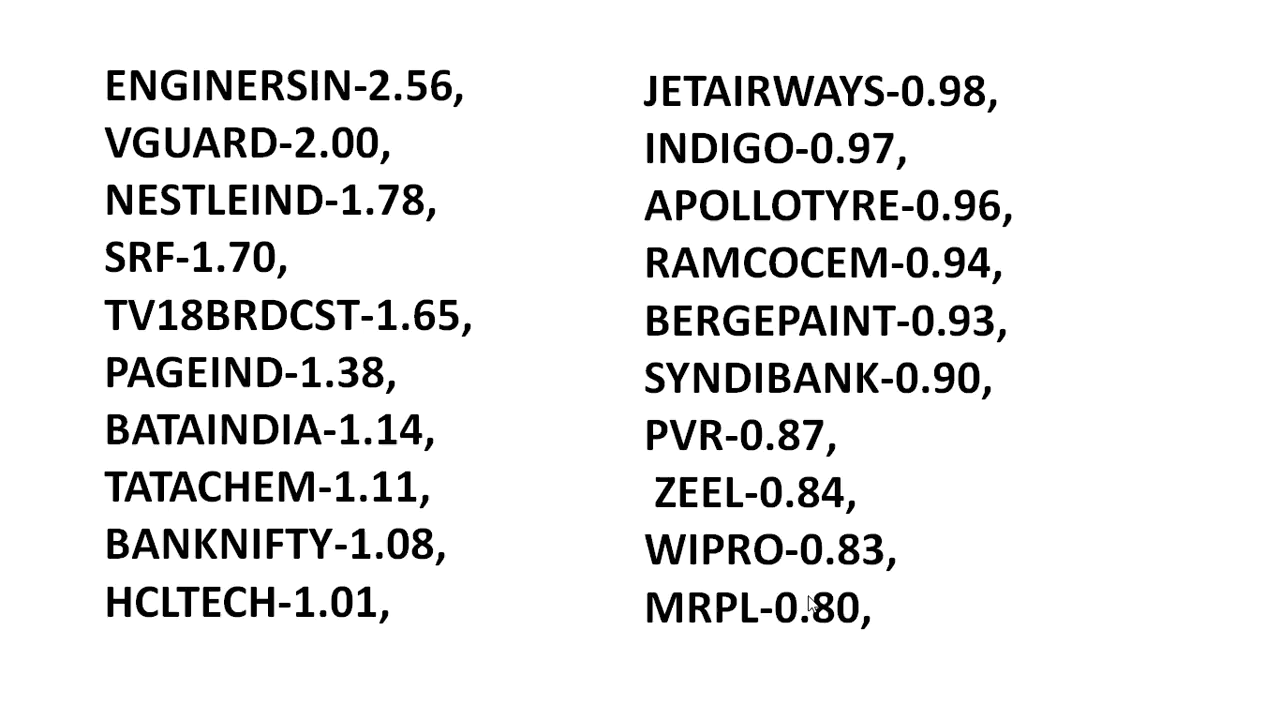 ENGINERSIN-2.56,
VGUARD-2.00,
NESTLEIND-1.78,
SRF-1.70,
TV18BRDCST-1.65,
PAGEIND-1.38,
BATAINDIA-1.14,
TATACHEM-1.11,
BANKNIFTY-1.08,
HCLTECH-1.01,
JETAIRWAYS-0.98,
INDIGO-0.97,
APOLLOTYRE-0.96,
RAMCOCEM-0.94,
BERGEPAINT-0.93,
SYNDIBANK-0.90,
PVR-0.87,
ZEEL-0.84,
WIPRO-0.83,
MRPL-0.80,